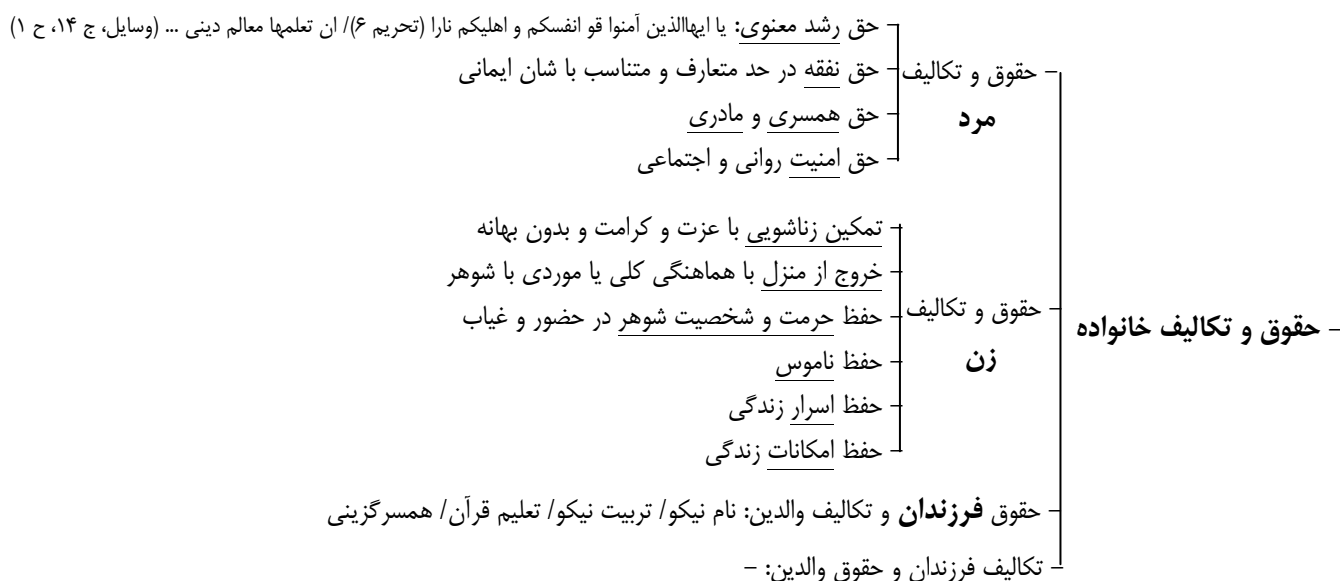 – حقوق و تکالیف خانواده
– حقوق و تکالیف مرد
– حق رشد معنوی: یا ایهاالذین آمنوا قو انفسکم و اهلیکم نارا (تحریم ۶)/ ان تعلمها معالم دینی ... (وسایل، ج ۱۴، ح ۱)
– حق نفقه در حد متعارف و متناسب با شان ایمانی
– حق همسری و مادری
– حق امنیت روانی و اجتماعی
– حقوق و تکالیف زن
– تمکین زناشویی با عزت و کرامت و بدون بهانه
– خروج از منزل با هماهنگی کلی یا موردی با شوهر
– حفظ حرمت و شخصیت شوهر در حضور و غیاب
– حفظ ناموس
– حفظ اسرار زندگی
– حفظ امکانات زندگی
– حقوق فرزندان و تکالیف والدین: نام نیکو/ تربیت نیکو/ تعلیم قرآن/ همسرگزینی
– تکالیف فرزندان و حقوق والدین: –